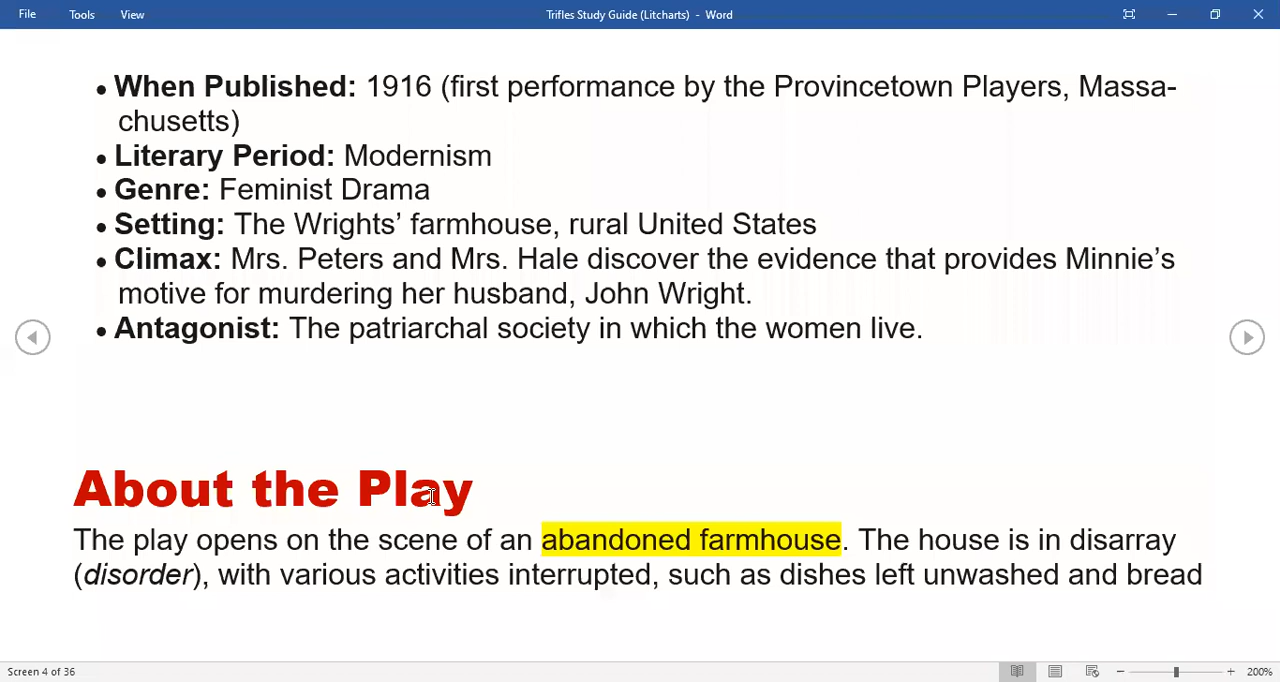 File Tools View Trifles Study Guide (Litcharts) - Word
• When Published: 1916 (first performance by the Provincetown Players, Massa-
chusetts)
• Literary Period: Modernism
• Genre: Feminist Drama
• Setting: The Wrights’ farmhouse, rural United States
• Climax: Mrs. Peters and Mrs. Hale discover the evidence that provides Minnie’s
motive for murdering her husband, John Wright.
• Antagonist: The patriarchal society in which the women live.
About the Play
The play opens on the scene of an abandoned farmhouse. The house is in disarray
(disorder), with various activities interrupted, such as dishes left unwashed and bread
Screen 4 of 36 200%